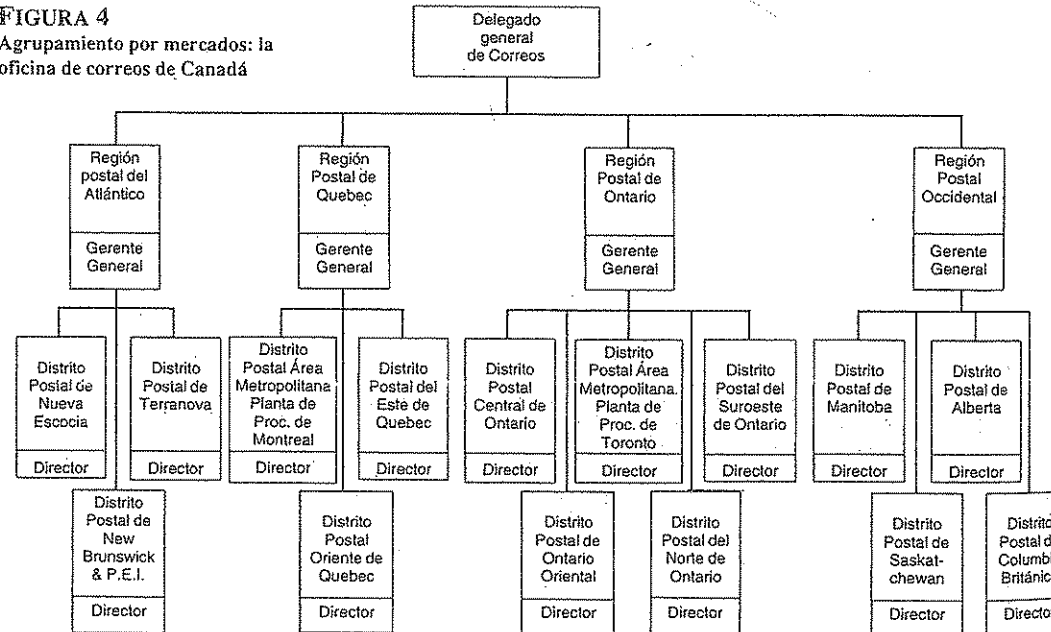 FIGURA 4
Agrupamiento por mercados: la
oficina de correos de Canadá
Delegado
general
de Correos
Región
postal del
Atlántico
Gerente
General
Región
Postal de
Quebec
Gerente
General
Región
Postal de
Ontario
Gerente
General
Región
Postal
Occidental
Gerente
General
Distrito
Postal de
Nueva
Escocia
Director
Distrito
Postal de
Terranova
Director
Distrito
Postal Área
Metropolitana
Planta de
Proc. de
Montreal
Director
Distrito
Postal del
Este de
Quebec
Director
Distrito
Postal
Central de
Ontario
Director
Distrito
Postal Área
Metropolitana.
Planta de
Proc. de
Toronto
Director
Distrito
Postal del
Suroeste
de Ontario
Director
Distrito
Postal de
Manitoba
Director
Distrito
Postal de
Alberta
Director
Distrito
Postal de
New
Brunswick
& P.E.I.
Director
Distrito
Postal
Oriente de
Quebec
Director
Distrito
Postal de
Ontario
Oriental
Director
Distrito
Postal del
Norte de
Ontario
Director
Distrito
Postal de
Saskat-
chewan
Director
Distrito
Postal d
Columbi
Británic
Director